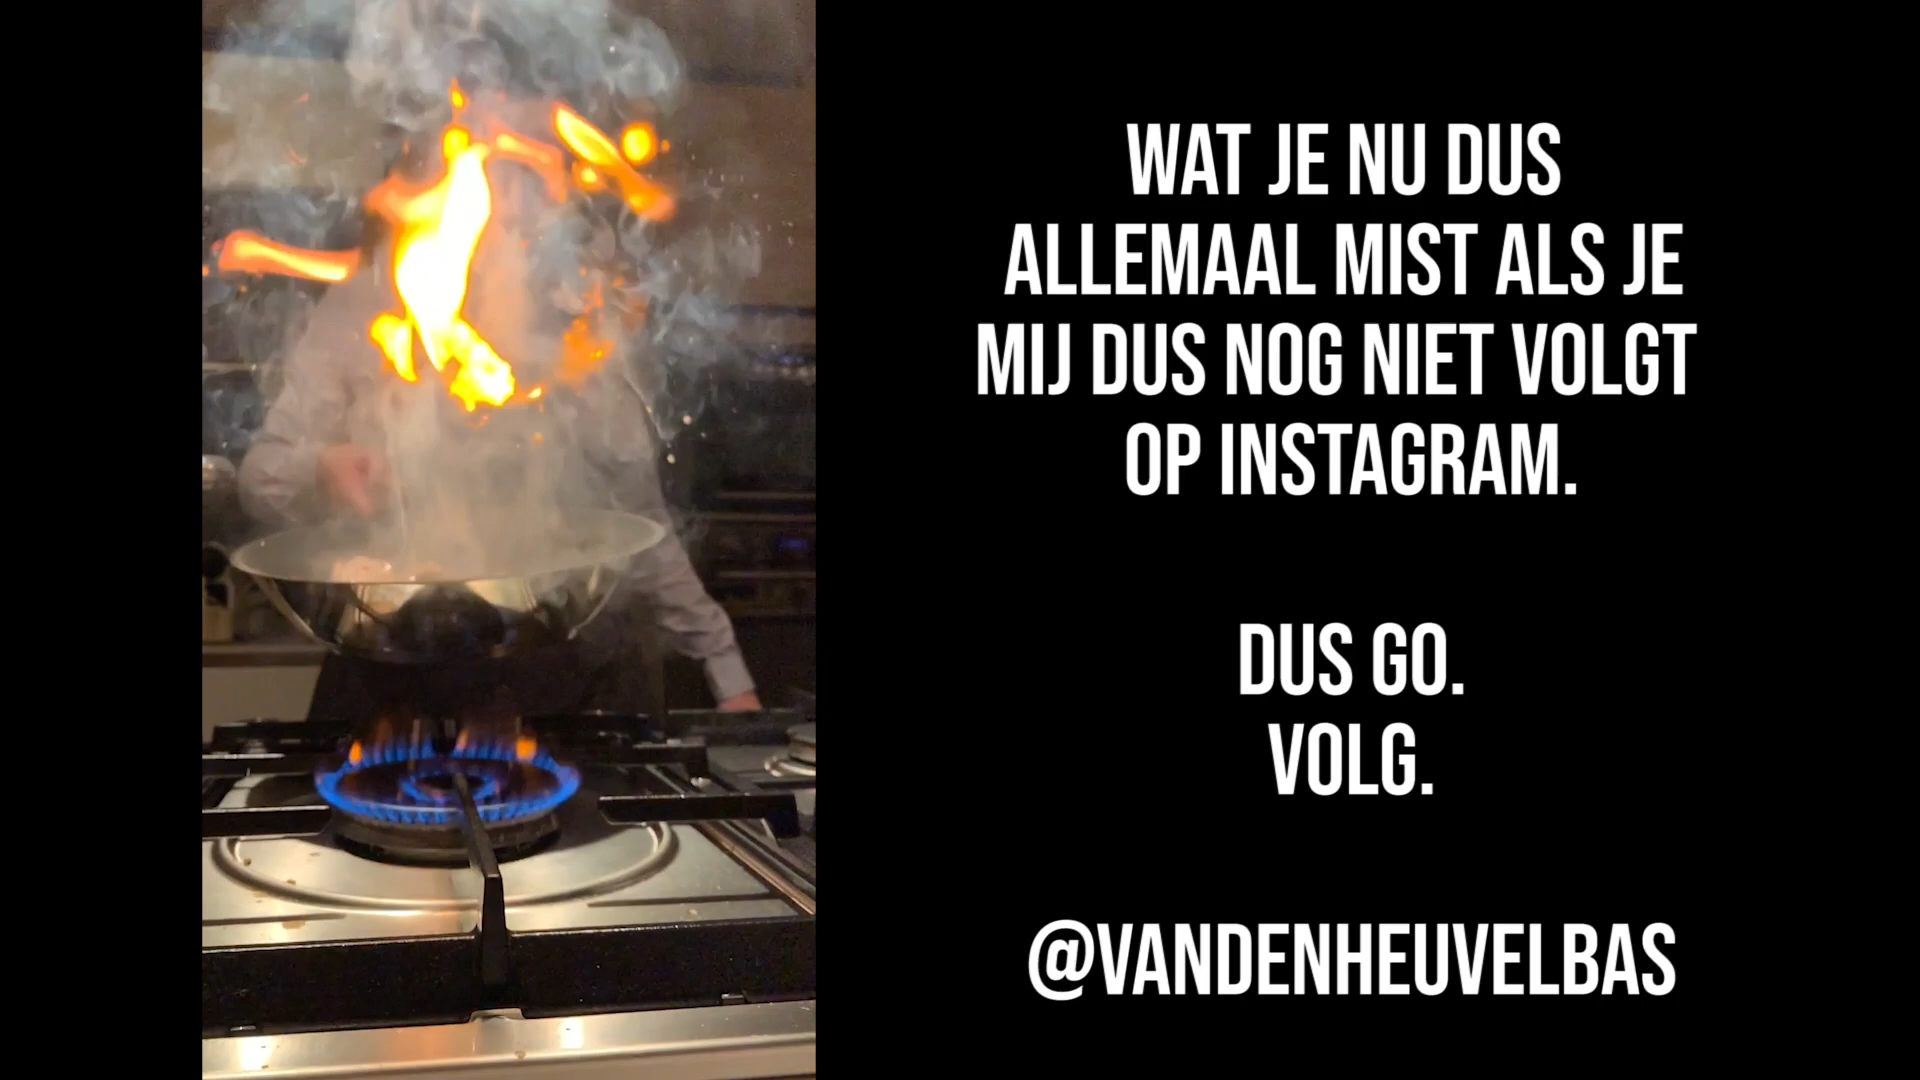 WAT JE NU DUS
ALLEMAAL MIST ALS JE
MIJ DUS NOG NIET VOLGT
OP INSTAGRAM.
DUS GO.
VOLG.
@VANDENHEUVELBAS